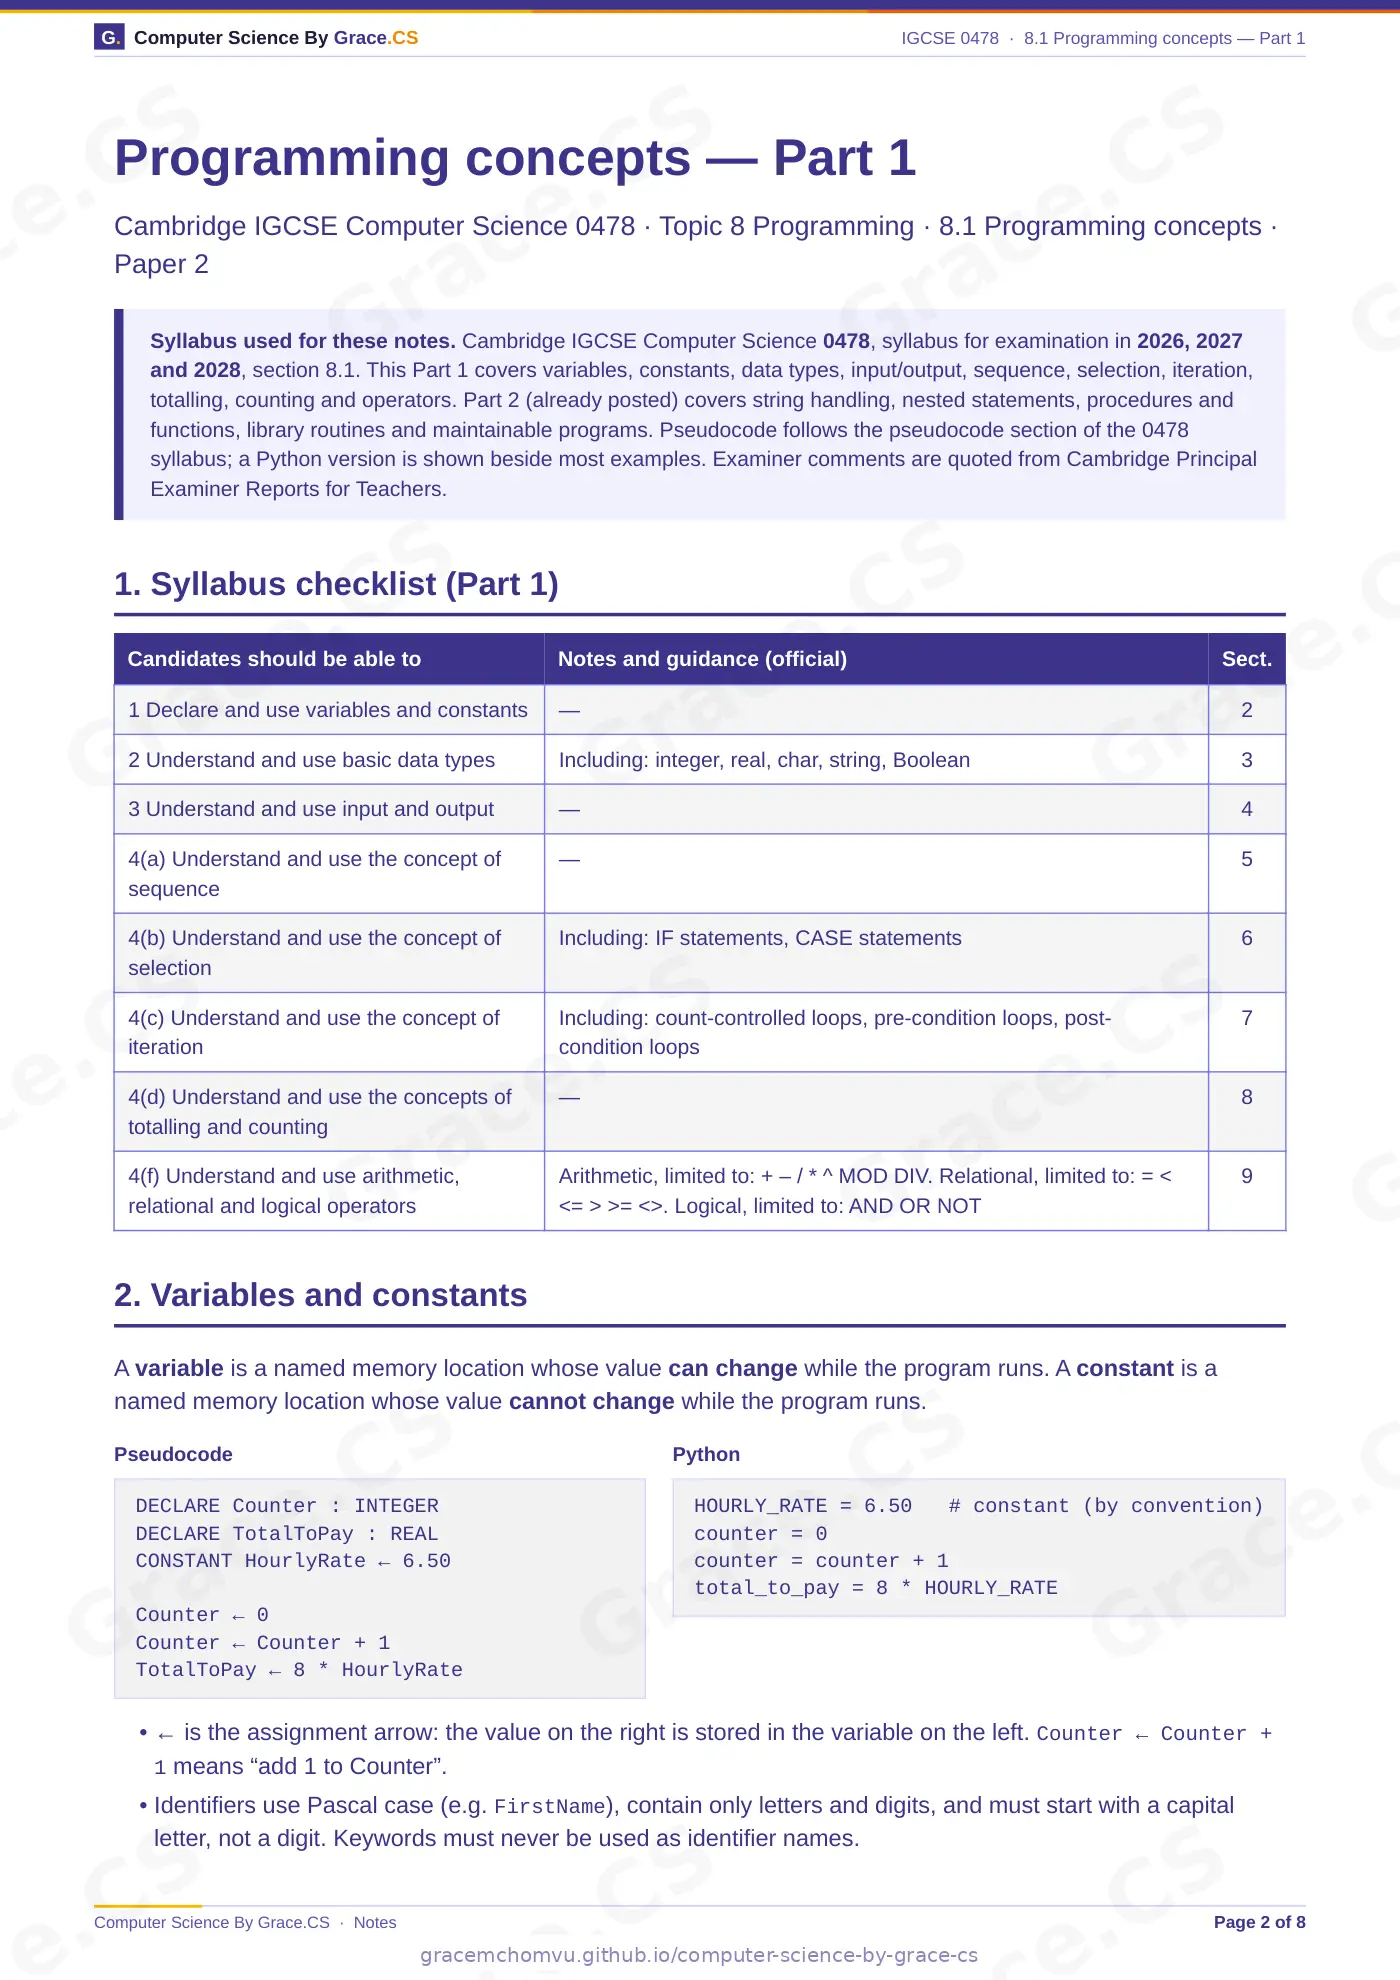 G. Computer Science By Grace.CS
IGCSE 0478 · 8.1 Programming concepts — Part 1
Programming concepts — Part 1
Cambridge IGCSE Computer Science 0478 · Topic 8 Programming · 8.1 Programming concepts ·
Paper 2
Syllabus used for these notes. Cambridge IGCSE Computer Science 0478, syllabus for examination in 2026, 2027
and 2028, section 8.1. This Part 1 covers variables, constants, data types, input/output, sequence, selection, iteration,
totalling, counting and operators. Part 2 (already posted) covers string handling, nested statements, procedures and
functions, library routines and maintainable programs. Pseudocode follows the pseudocode section of the 0478
syllabus; a Python version is shown beside most examples. Examiner comments are quoted from Cambridge Principal
Examiner Reports for Teachers.
1. Syllabus checklist (Part 1)
Candidates should be able to
Notes and guidance (official)
Sect.
1 Declare and use variables and constants
—
2
2 Understand and use basic data types
Including: integer, real, char, string, Boolean
3
3 Understand and use input and output
—
4
4(a) Understand and use the concept of
sequence
—
5
4(b) Understand and use the concept of
selection
Including: IF statements, CASE statements
6
4(c) Understand and use the concept of
iteration
Including: count-controlled loops, pre-condition loops, post-
condition loops
7
4(d) Understand and use the concepts of
totalling and counting
—
8
4(f) Understand and use arithmetic,
relational and logical operators
Arithmetic, limited to: + – / * ^ MOD DIV. Relational, limited to: = <
<= > >= <>. Logical, limited to: AND OR NOT
9
2. Variables and constants
A variable is a named memory location whose value can change while the program runs. A constant is a
named memory location whose value cannot change while the program runs.
Pseudocode
DECLARE Counter : INTEGER
DECLARE TotalToPay : REAL
CONSTANT HourlyRate ← 6.50
Counter ← 0
Counter ← Counter + 1
TotalToPay ← 8 * HourlyRate
Python
HOURLY_RATE = 6.50   # constant (by convention)
counter = 0
counter = counter + 1
total_to_pay = 8 * HOURLY_RATE
• ← is the assignment arrow: the value on the right is stored in the variable on the left. Counter ← Counter +
1 means “add 1 to Counter”.
• Identifiers use Pascal case (e.g. FirstName), contain only letters and digits, and must start with a capital
letter, not a digit. Keywords must never be used as identifier names.
Computer Science By Grace.CS · Notes
Page 2 of 8
gracemchomvu.github.io/computer-science-by-grace-cs